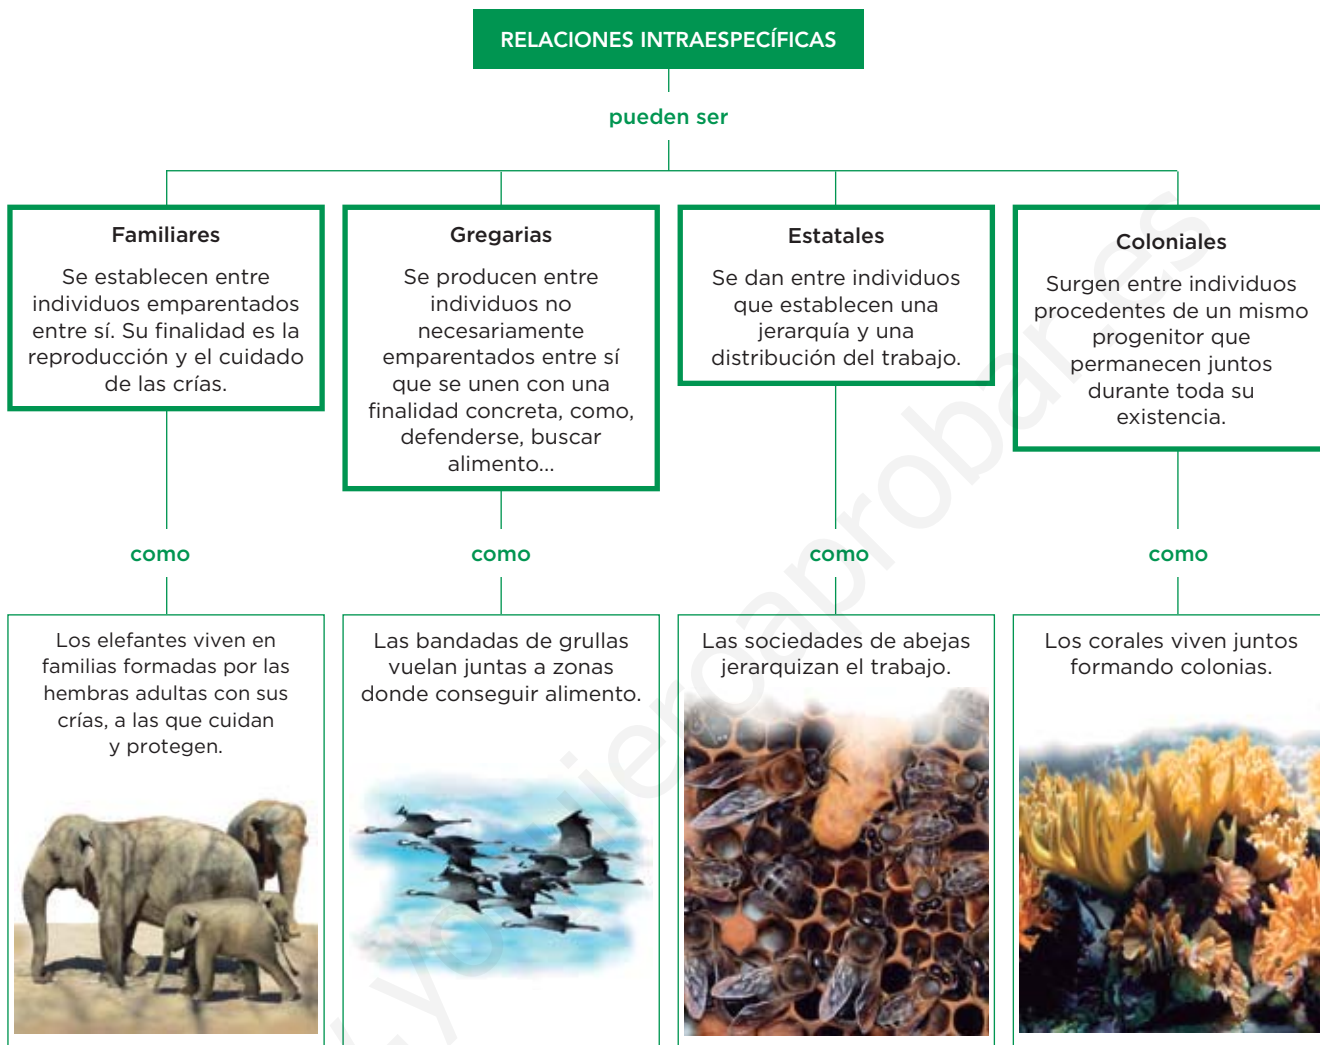 RELACIONES INTRAESPECÍFICAS
pueden ser
Familiares
Se establecen entre
individuos emparentados
entre sí. Su finalidad es la
reproducción y el cuidado
de las crías.
Gregarias
Se producen entre
individuos no
necesariamente
emparentados entre sí
que se unen con una
finalidad concreta, como,
defenderse, buscar
alimento...
Estatales
Se dan entre individuos
que establecen una
jerarquía y una
distribución del trabajo.
Coloniales
Surgen entre individuos
procedentes de un mismo
progenitor que
permanecen juntos
durante toda su
existencia.
como
como
como
como
Los elefantes viven en
familias formadas por las
hembras adultas con sus
crías, a las que cuidan
y protegen.
Las bandadas de grullas
vuelan juntas a zonas
donde conseguir alimento.
Las sociedades de abejas
jerarquizan el trabajo.
Los corales viven juntos
formando colonias.
.yoquieroaprobar.es